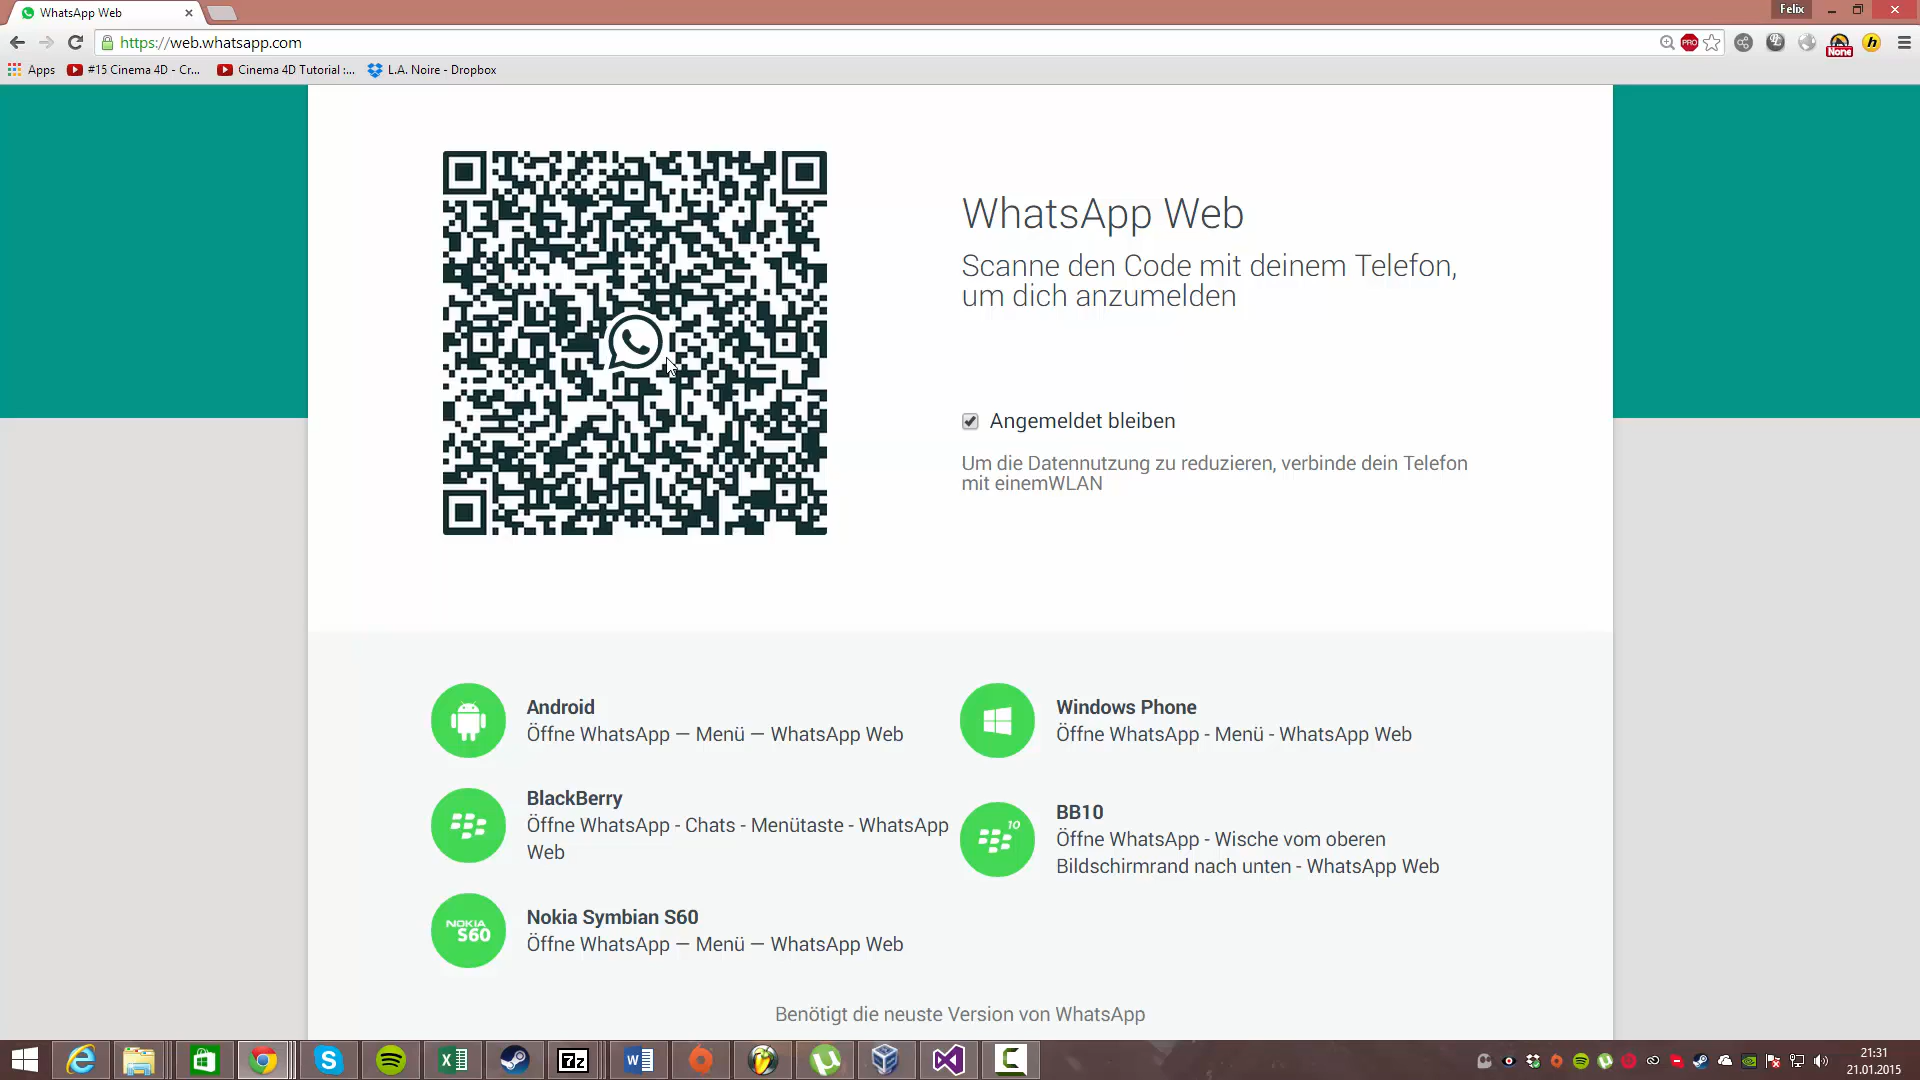 WhatsApp Web
Felix
https://web.whatsapp.com
PRO
None
h
Apps
#15 Cinema 4D - Cr...
Cinema 4D Tutorial :...
L.A. Noire - Dropbox
WhatsApp Web
Scanne den Code mit deinem Telefon,
um dich anzumelden
Angemeldet bleiben
Um die Datennutzung zu reduzieren, verbinde dein Telefon
mit einemWLAN
Android
Öffne WhatsApp — Menü — WhatsApp Web
Windows Phone
Öffne WhatsApp - Menü - WhatsApp Web
BlackBerry
Öffne WhatsApp - Chats - Menütaste - WhatsApp
Web
10
BB10
Öffne WhatsApp - Wische vom oberen
Bildschirmrand nach unten - WhatsApp Web
NOKIA
S60
Nokia Symbian S60
Öffne WhatsApp — Menü — WhatsApp Web
Benötigt die neuste Version von WhatsApp
7z
21:31
21.01.2015